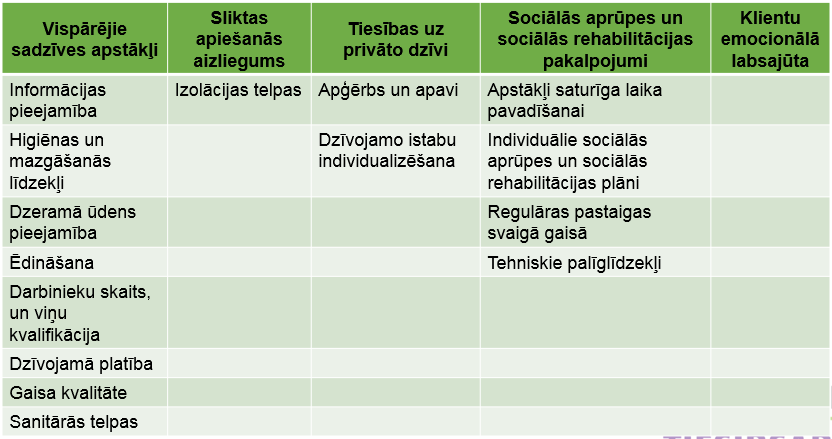 Vispārējie
sadzīves apstākļi
Sliktas
apiešanās
aizliegums
Tiesības uz
privāto dzīvi
Sociālās aprūpes un
sociālās rehabilitācijas
pakalpojumi
Klientu
emocionālā
labsajūta
Informācijas
pieejamība
Izolācijas telpas
Apģērbs un apavi
Apstākļi saturīga laika
pavadīšanai
Higiēnas un
mazgāšanās
līdzekļi
Dzīvojamo istabu
individualizēšana
Individuālie sociālās
aprūpes un sociālās
rehabilitācijas plāni
Dzeramā ūdens
pieejamība
Regulāras pastaigas
svaigā gaisā
Ēdināšana
Tehniskie palīglīdzekļi
Darbinieku skaits,
un viņu
kvalifikācija
Dzīvojamā platība
Gaisa kvalitāte
Sanitārās telpas